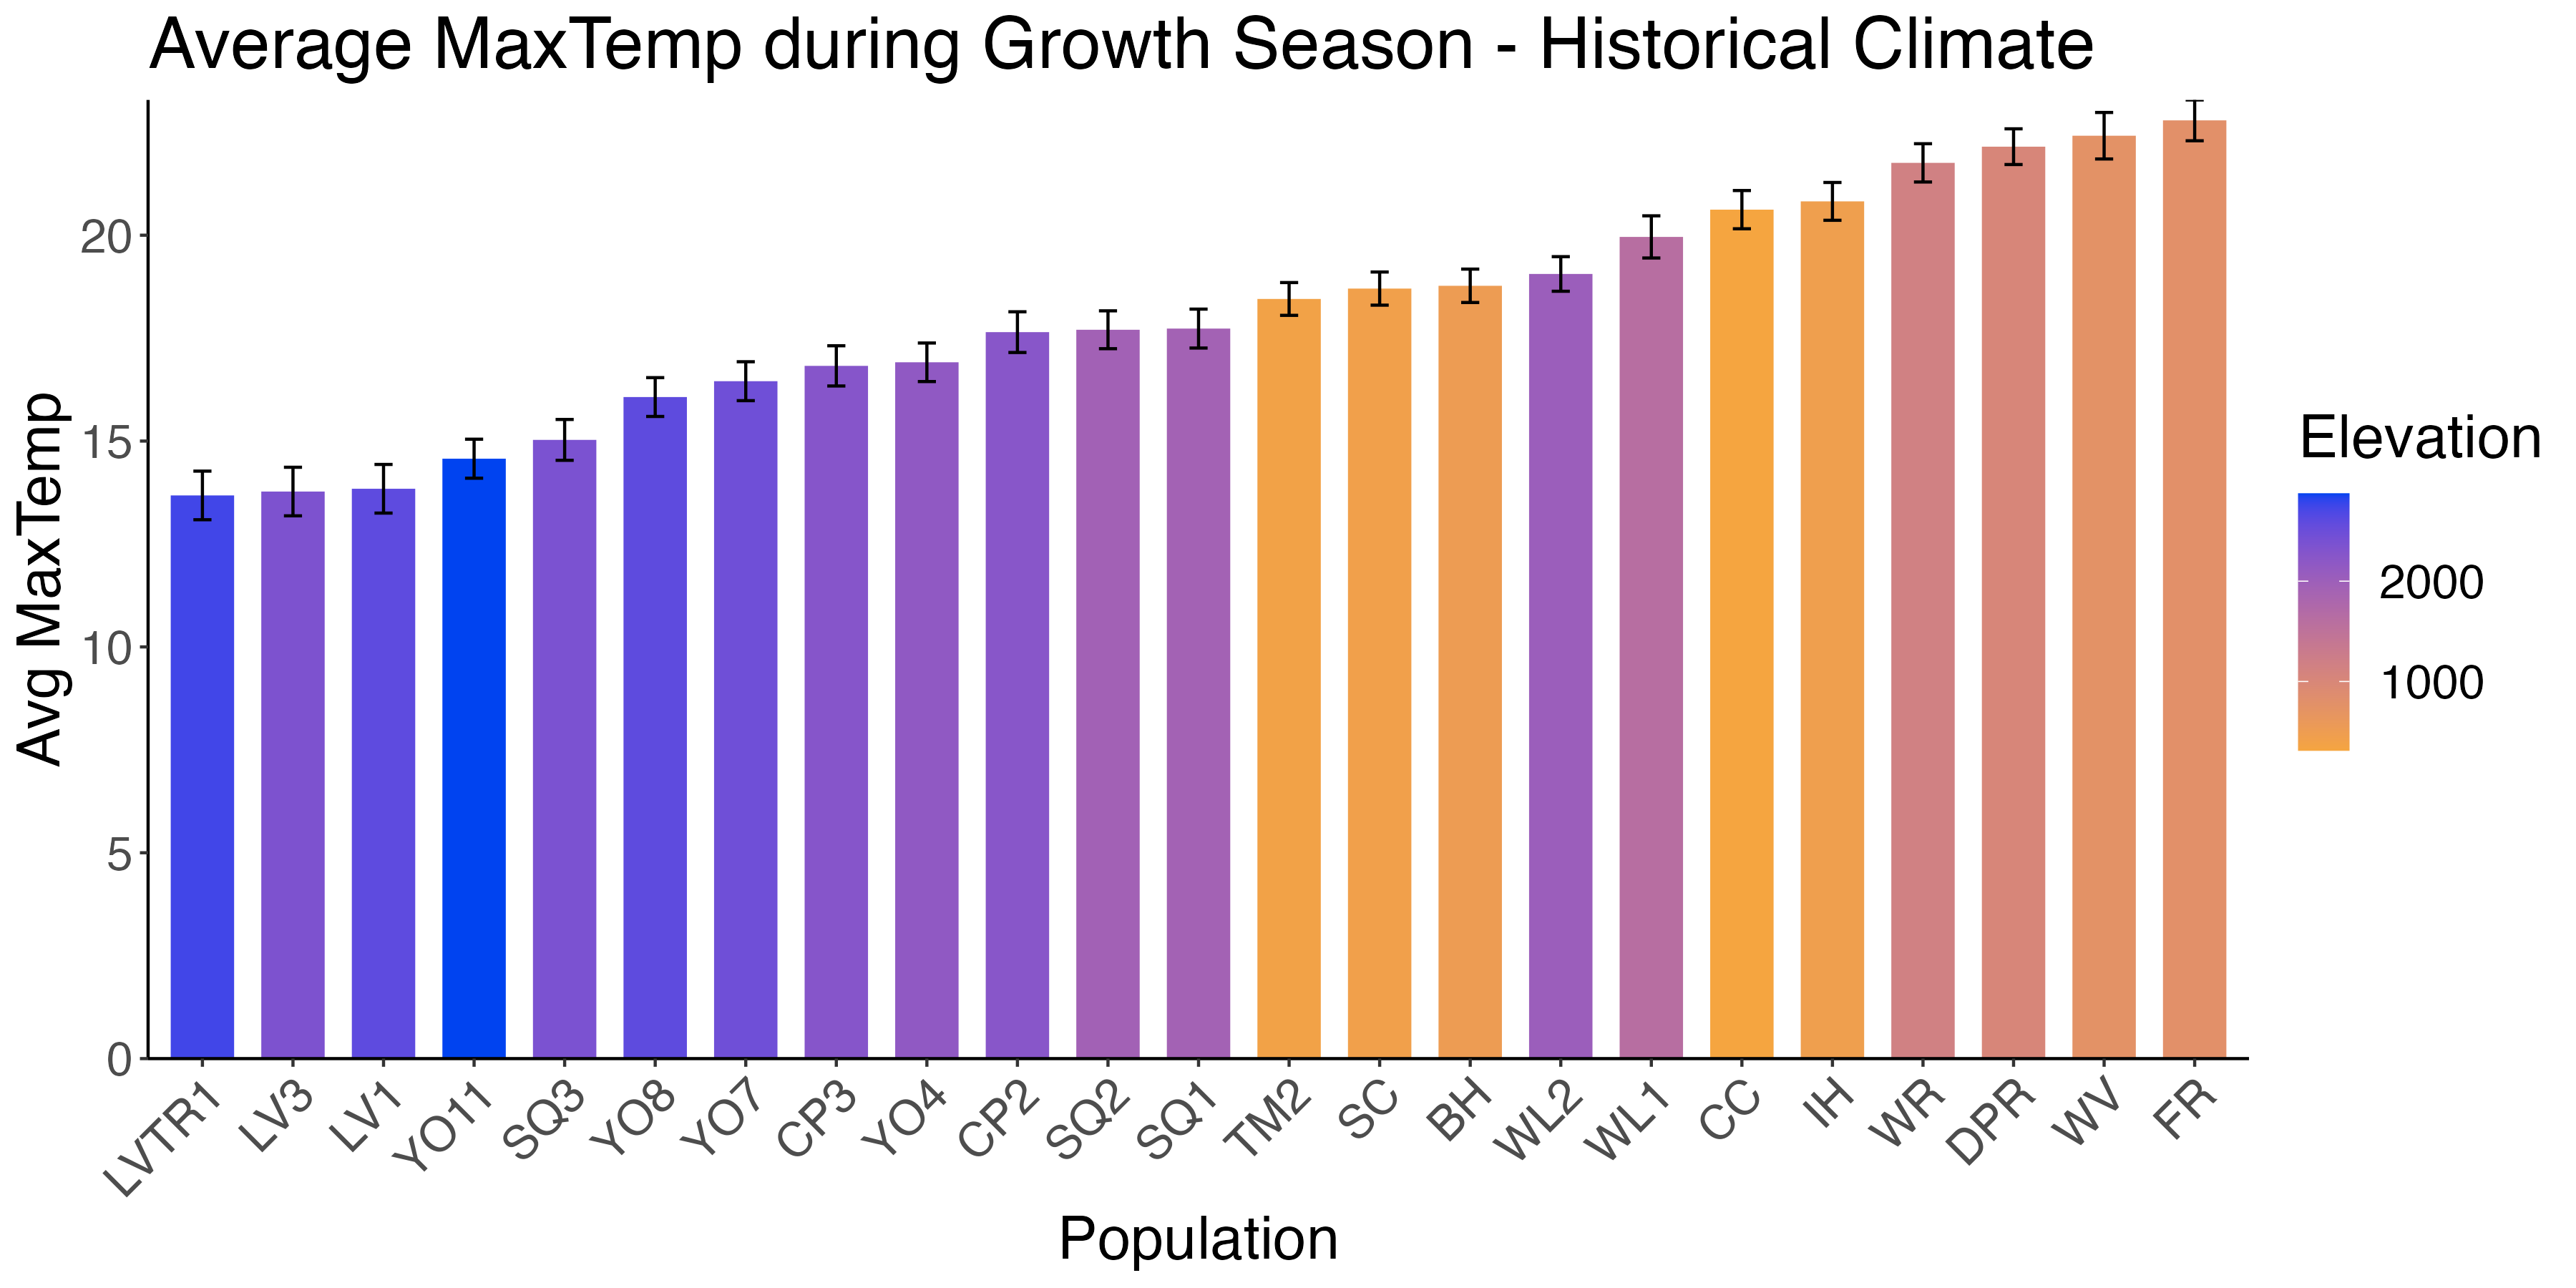 Average MaxTemp during Growth Season - Historical Climate
Avg MaxTemp
20
15
10
5
0
LVTR1
LV3
LV1
YO11
SQ3
YO8
YO7
CP3
YO4
CP2
SQ2
SQ1
TM2
SC
BH
WL2
WL1
CC
IH
WR
DPR
WV
FR
Population
Elevation
2000
1000